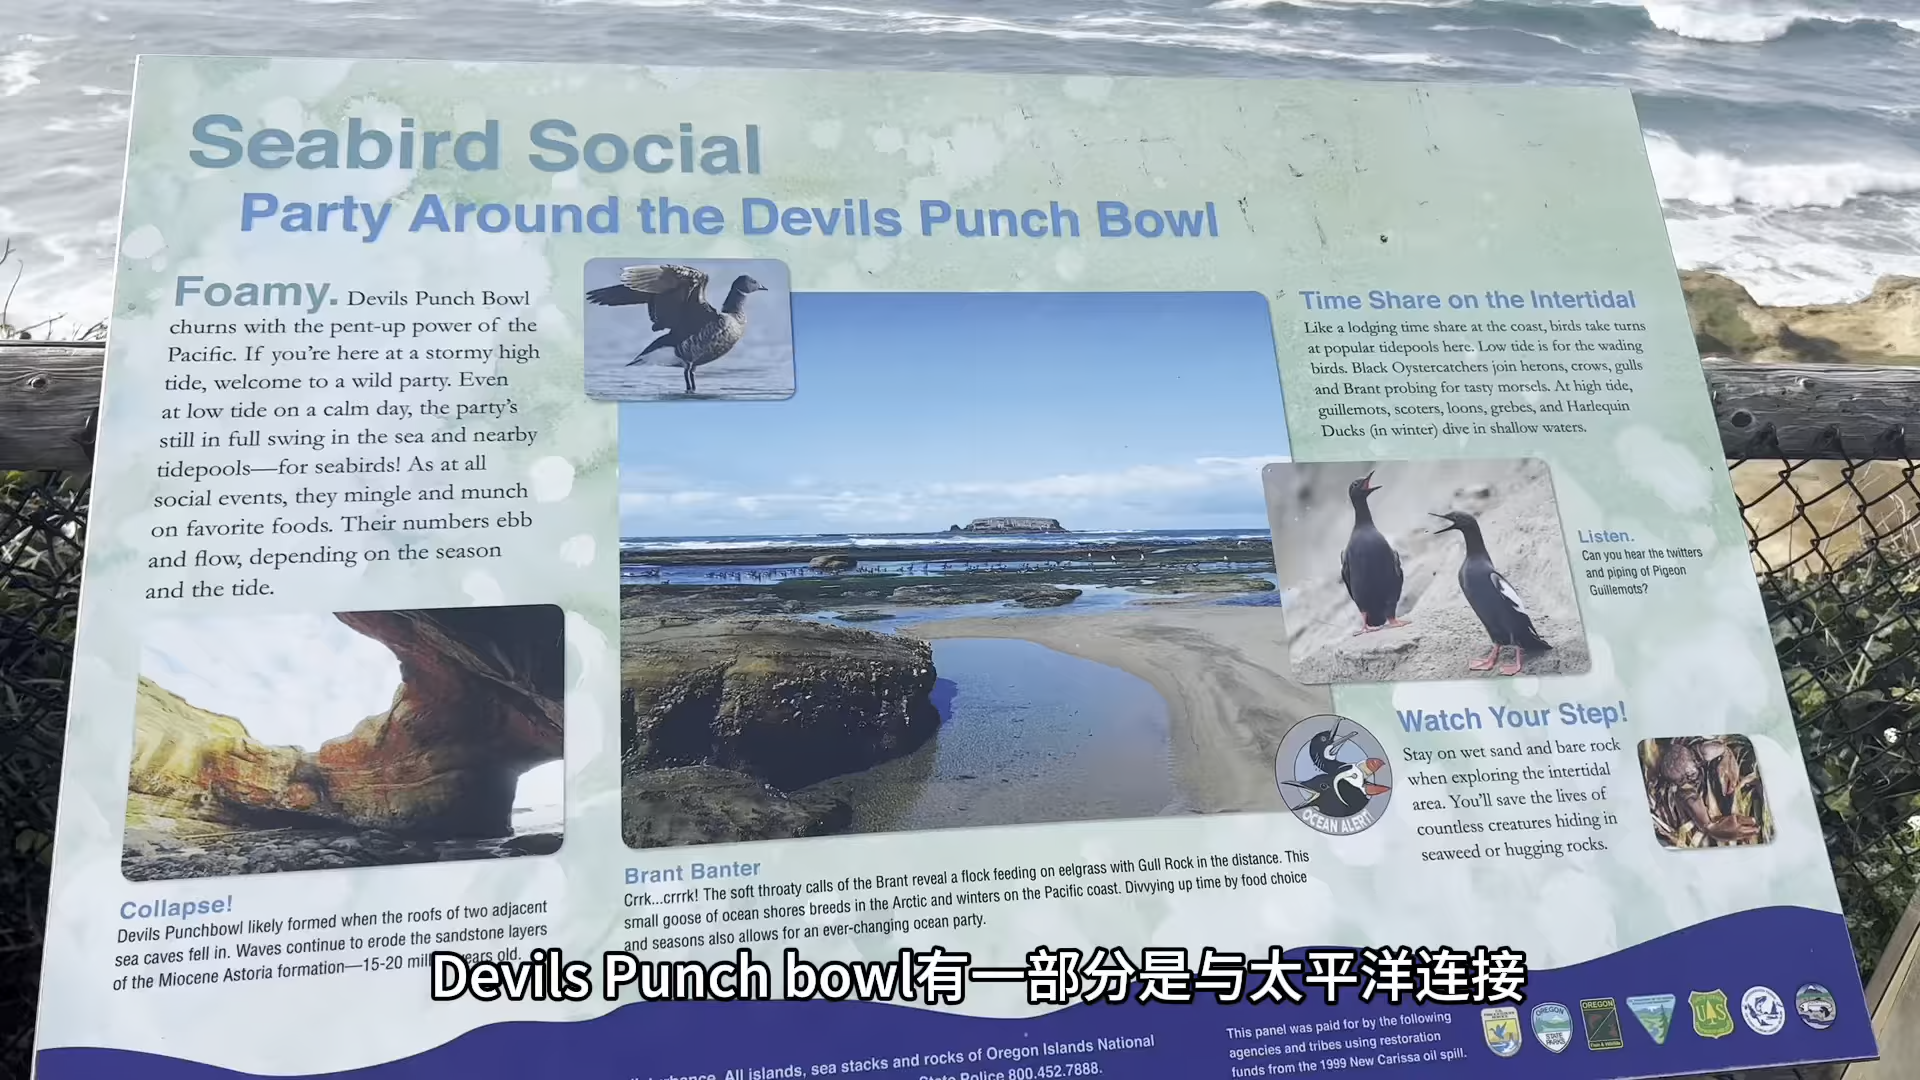 Seabird Social
Party Around the Devils Punch Bowl
Foamy. Devils Punch Bowl
churns with the pent-up power of the
Pacific. If you're here at a stormy high
tide, welcome to a wild party. Even
at low tide on a calm day, the party's
still in full swing in the sea and nearby
tidepools—for seabirds! As at all
social events, they mingle and munch
on favorite foods. Their numbers ebb
and flow, depending on the season
and the tide.
Collapse!
Devils Punchbowl likely formed when the roofs of two adjacent
sea caves fell in. Waves continue to erode the sandstone layers
of the Miocene Astoria formation—15-20 years old.
Brant Banter
Crrk...crrrk! The soft throaty calls of the Brant reveal a flock feeding on eelgrass with Gull Rock in the distance. This
small goose of ocean shores breeds in the Arctic and winters on the Pacific coast. Divvying up time by food choice
and seasons also allows for an ever-changing ocean party.
Time Share on the Intertidal
Like a lodging time share at the coast, birds take turns
at popular tidepools here. Low tide is for the wading
birds. Black Oystercatchers join herons, crows, gulls
and Brant probing for tasty morsels. At high tide,
guillemots, scoters, loons, grebes, and Harlequin
Ducks (in winter) dive in shallow waters.
Listen.
Can you hear the twitters
and piping of Pigeon
Guillemots?
Watch Your Step!
Stay on wet sand and bare rock
when exploring the intertidal
area. You'll save the lives of
countless creatures hiding in
seaweed or hugging rocks.
OCEAN ALERT!
Devils Punch bowl有一部分是与太平洋连接
All islands, sea stacks and rocks of Oregon Islands National
State Police 800.452.7888.
This panel was paid for by the following
agencies and tribes using restoration
funds from the 1999 New Carissa oil spill.
OREGON
STATE
PARKS
OREGON
US